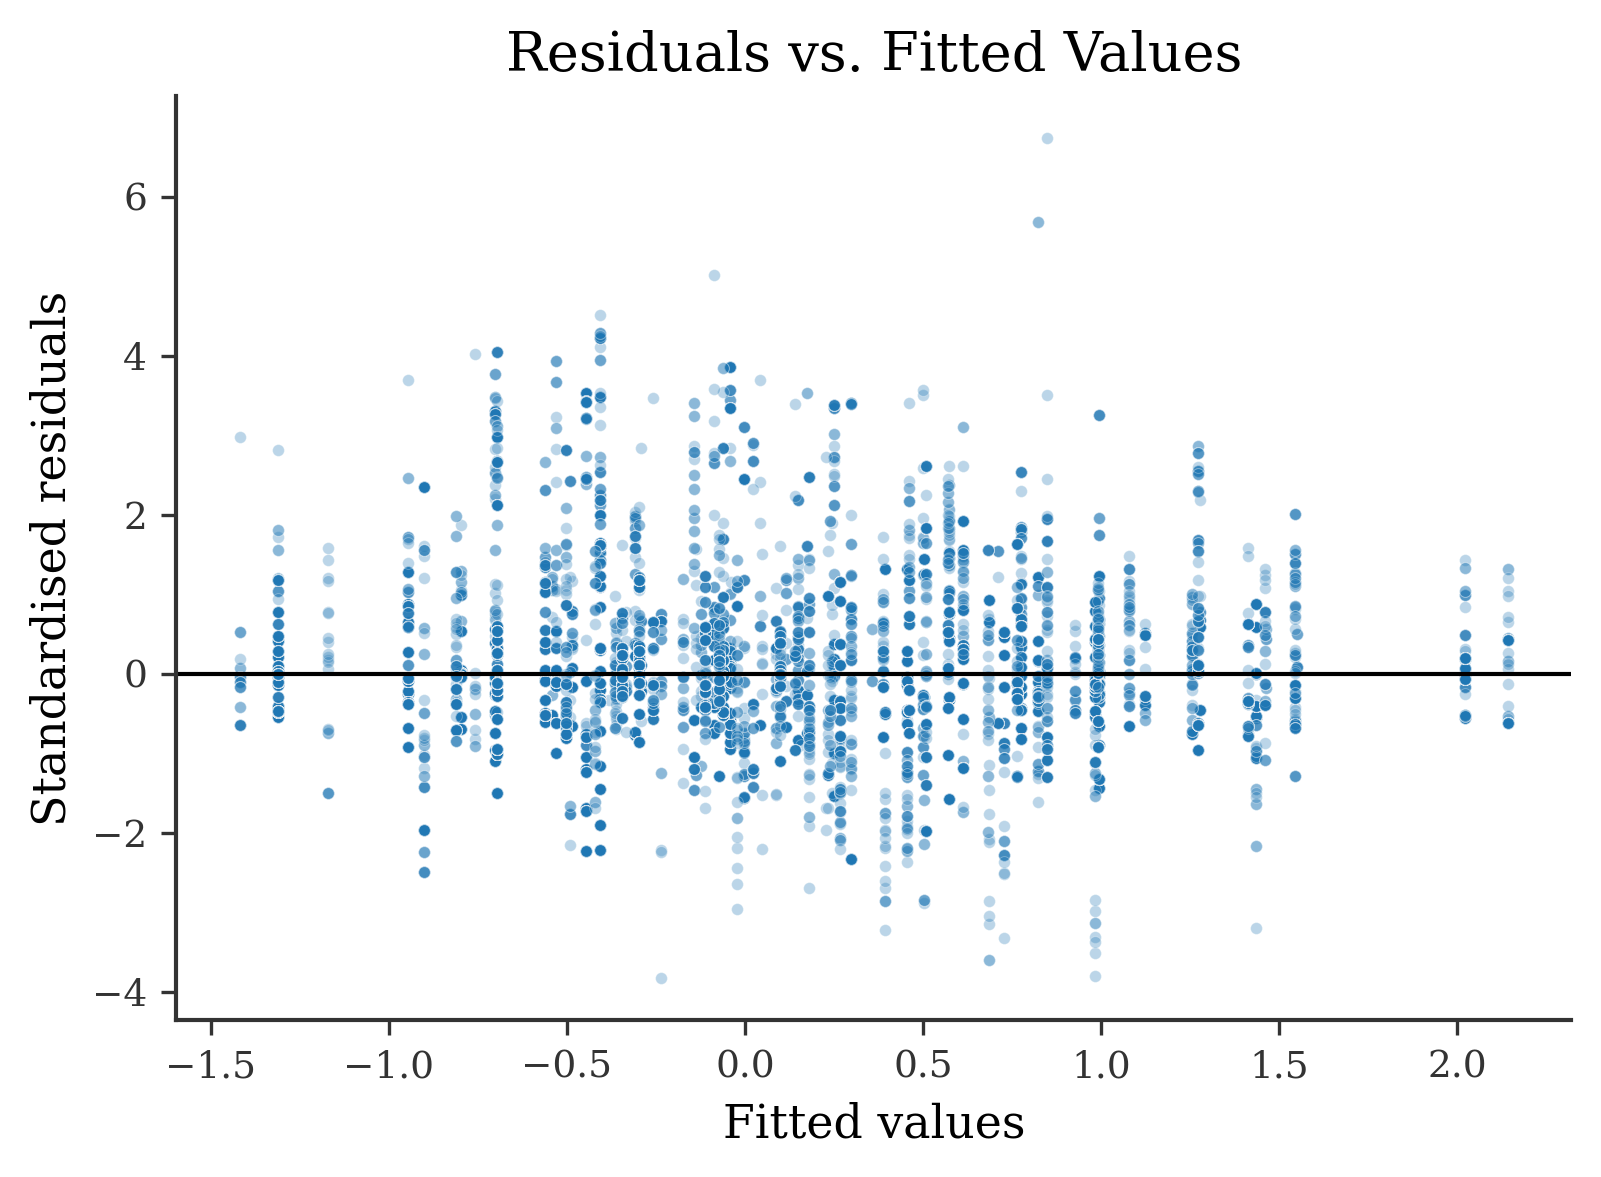 Residuals vs. Fitted Values
Standardised residuals
6
4
2
0
−2
−4
−1.5 −1.0 −0.5 0.0 0.5 1.0 1.5 2.0
Fitted values